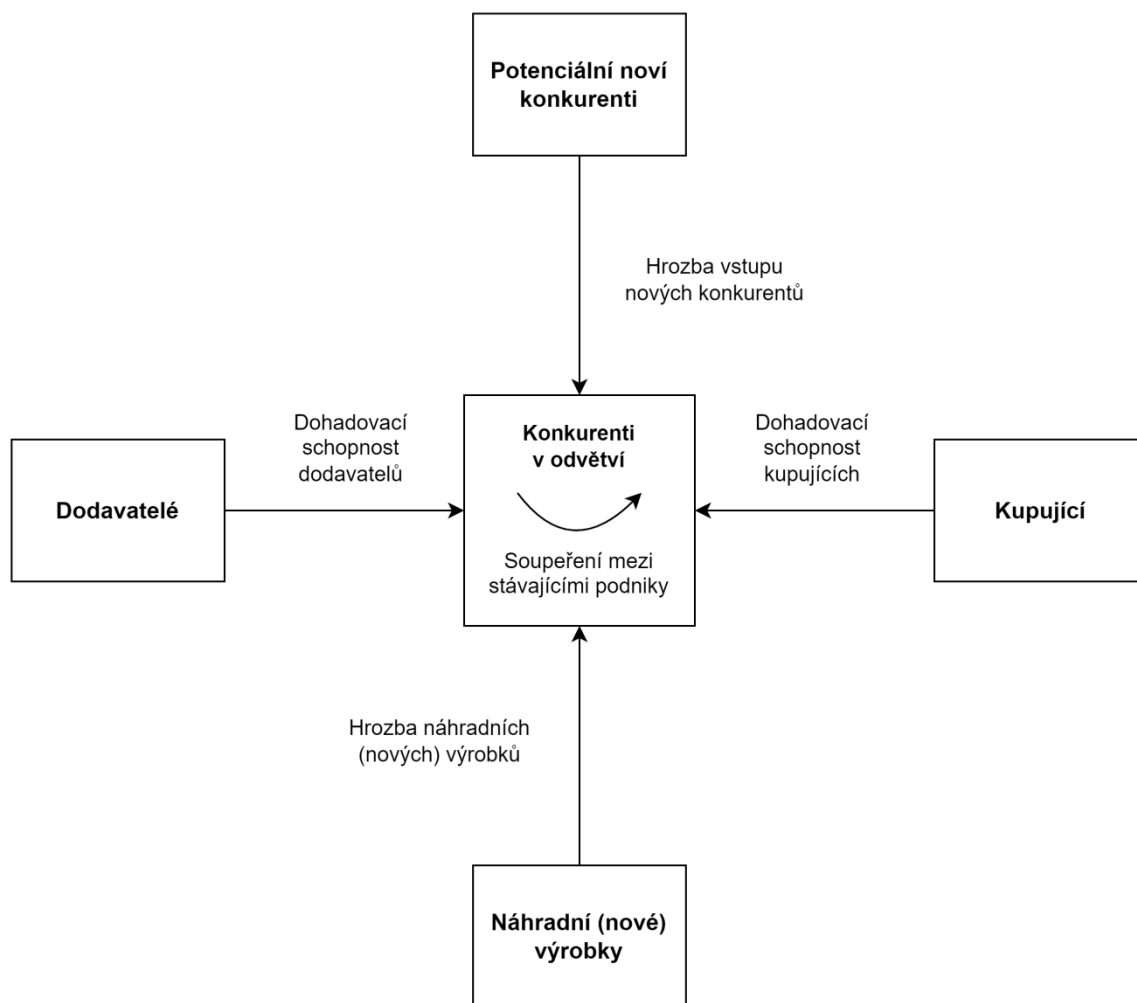 Potenciální noví
konkurenti
Hrozba vstupu
nových konkurentů
Dohadovací
schopnost
dodavatelů
Konkurenti
v odvětví
Dohadovací
schopnost
kupujících
Dodavatelé
Kupující
Soupeření mezi
stávajícími podniky
Hrozba náhradních
(nových) výrobků
Náhradní (nové)
výrobky